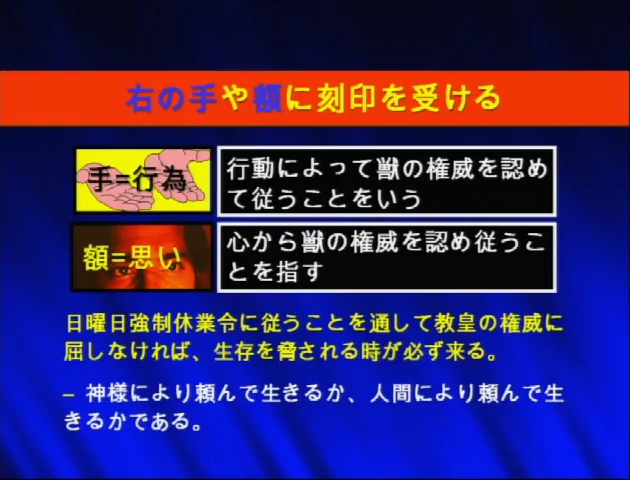 右の手や額に刻印を受ける
手=行為
行動によって獣の権威を認め
て従うことをいう
額=思い
心から獣の権威を認め従うこ
とを指す
日曜日強制休業令に従うことを通して教皇の権威に
屈しなければ、生存を脅される時が必ず来る。
– 神様により頼んで生きるか、人間により頼んで生
きるかである。